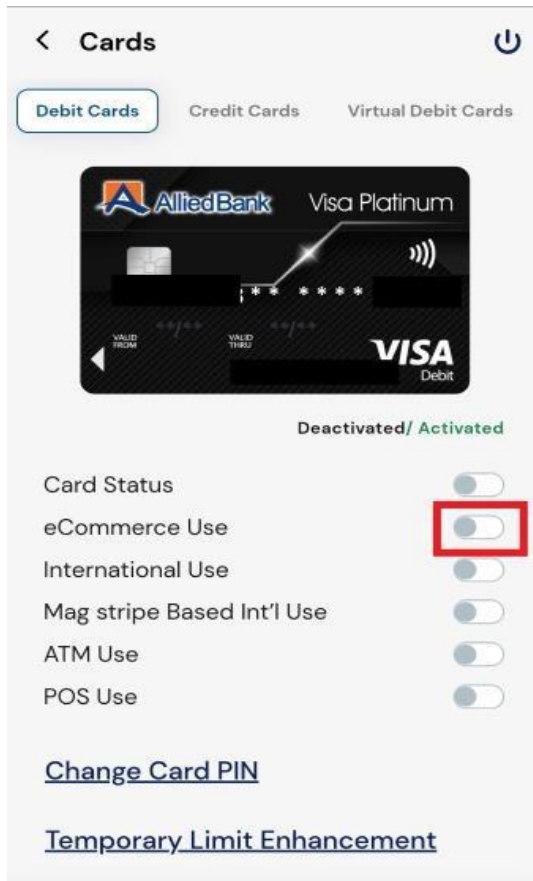 Cards
Debit Cards Credit Cards Virtual Debit Cards
Allied Bank Visa Platinum
** ****
VALID FROM **/** VALID THRU **/**
VISA
Debit
Deactivated/ Activated
Card Status
eCommerce Use
International Use
Mag stripe Based Int'l Use
ATM Use
POS Use
Change Card PIN
Temporary Limit Enhancement